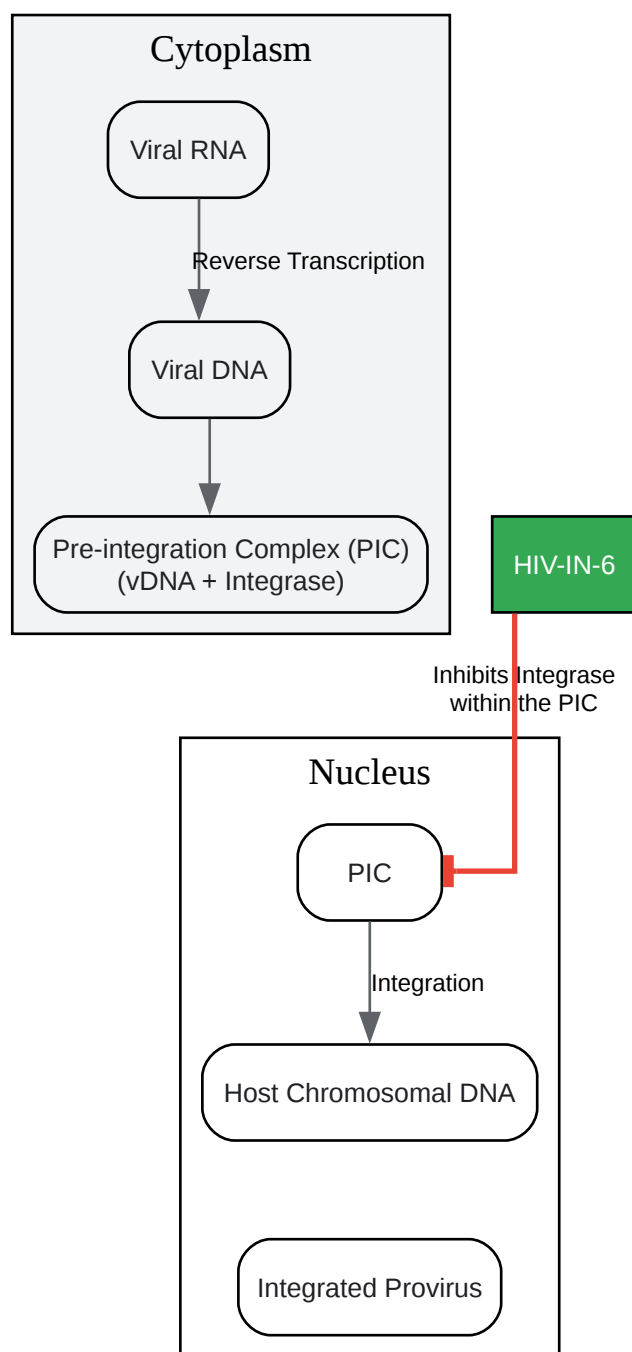 Cytoplasm
Viral RNA
Reverse Transcription
Viral DNA
Pre-integration Complex (PIC)
(vDNA + Integrase)
HIV-IN-6
Inhibits Integrase
within the PIC
Nucleus
PIC
Integration
Host Chromosomal DNA
Integrated Provirus